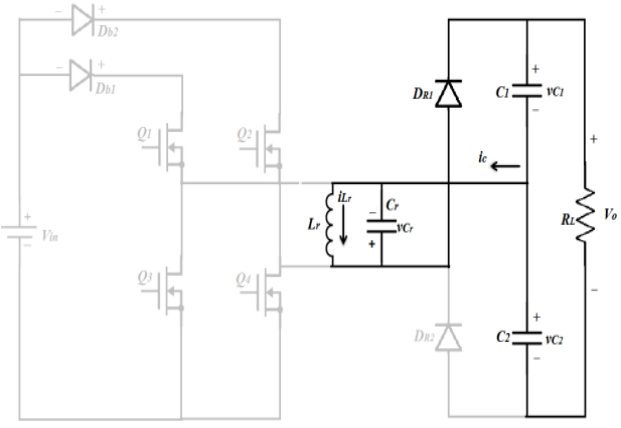 − +
Db2
− +
Db1
DR1
C1
+
−
vC1
Q1
Q2
ic
+
iLr
Cr
−
Lr
vCr
+
RL
Vo
+
Vin
−
Q3
Q4
−
DR2
C2
+
−
vC2